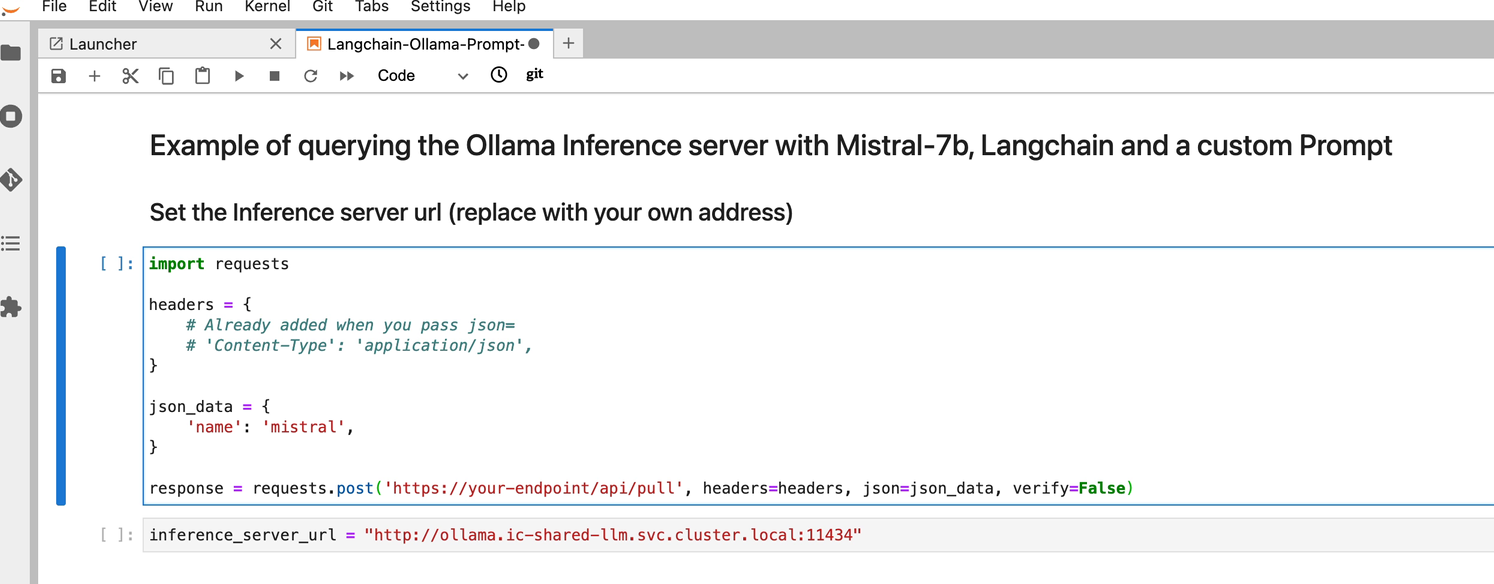 File Edit View Run Kernel Git Tabs Settings Help
Launcher
Langchain-Ollama-Prompt-
Code
git
Example of querying the Ollama Inference server with Mistral-7b, Langchain and a custom Prompt
Set the Inference server url (replace with your own address)
[ ]: import requests
headers = {
    # Already added when you pass json=
    # 'Content-Type': 'application/json',
}
json_data = {
    'name': 'mistral',
}
response = requests.post('https://your-endpoint/api/pull', headers=headers, json=json_data, verify=False)
[ ]: inference_server_url = "http://ollama.ic-shared-llm.svc.cluster.local:11434"